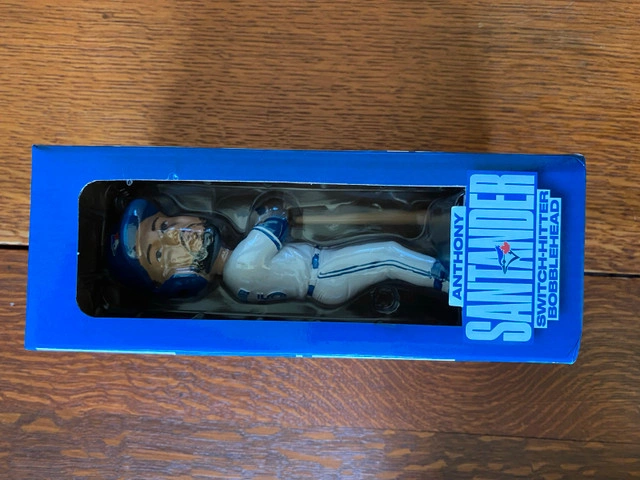 ANTHONY
SANTANDER
SWITCH-HITTER
BOBBLEHEAD